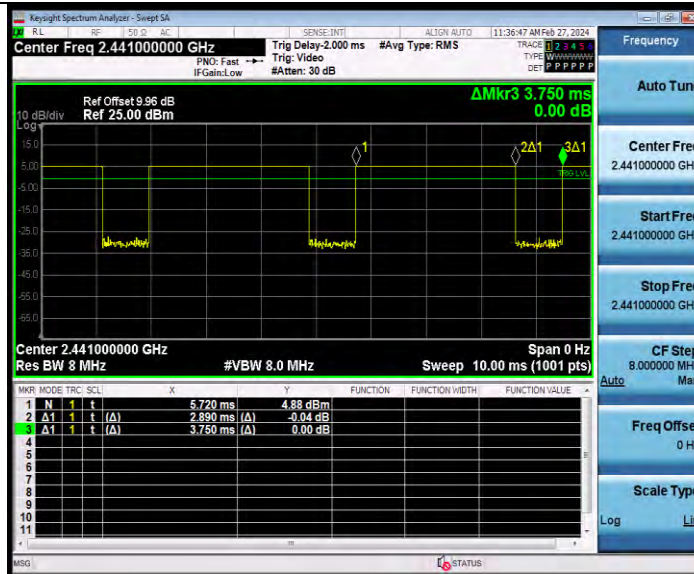 Keysight Spectrum Analyzer - Swept SA
RL RF 50 Ω AC SENSE:INT ALIGN AUTO 11:36:47 AM Feb 27, 2024
Center Freq 2.441000000 GHz
PNO: Fast
IFGain:Low
Trig Delay-2.000 ms
Trig: Video
#Atten: 30 dB
#Avg Type: RMS
TRACE 1 2 3 4 5 6
TYPE WWWWWW
DET P P P P P P
Frequency
Auto Tun
ΔMkr3 3.750 ms
0.00 dB
Ref Offset 9.96 dB
10 dB/div Ref 25.00 dBm
Log
15.0
5.00
-5.00
-15.0
-25.0
-35.0
-45.0
-55.0
-65.0
1
2Δ1
3Δ1
TRIG LVL
Center Freq
2.441000000 GH
Start Freq
2.441000000 GH
Stop Freq
2.441000000 GH
Center 2.441000000 GHz Span 0 Hz
Res BW 8 MHz #VBW 8.0 MHz Sweep 10.00 ms (1001 pts)
CF Step
8.000000 MH
Auto Ma
MKR MODE TRC SCL X Y FUNCTION FUNCTION WIDTH FUNCTION VALUE
1 N 1 t 5.720 ms 4.88 dBm
2 Δ1 1 t (Δ) 2.890 ms (Δ) -0.04 dB
3 Δ1 1 t (Δ) 3.750 ms (Δ) 0.00 dB
4
5
6
7
8
9
10
11
Freq Offse
0 H
Scale Type
Log Li
MSG STATUS